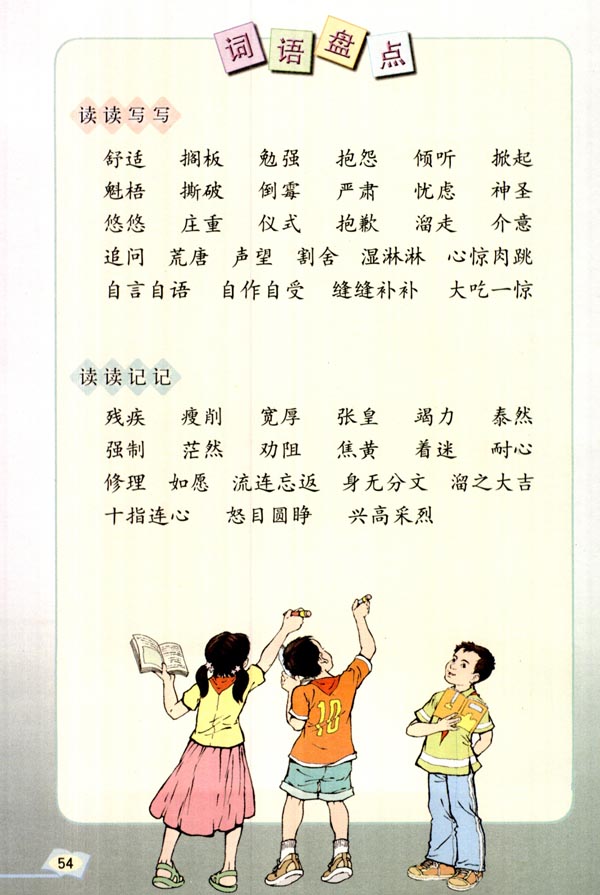 词语盘点
读读写写
舒适 搁板 勉强 抱怨 倾听 掀起
魁梧 撕破 倒霉 严肃 忧虑 神圣
悠悠 庄重 仪式 抱歉 溜走 介意
追问 荒唐 声望 割舍 湿淋淋 心惊肉跳
自言自语 自作自受 缝缝补补 大吃一惊
读读记记
残疾 瘦削 宽厚 张皇 竭力 泰然
强制 茫然 劝阻 焦黄 着迷 耐心
修理 如愿 流连忘返 身无分文 溜之大吉
十指连心 怒目圆睁 兴高采烈
10
54